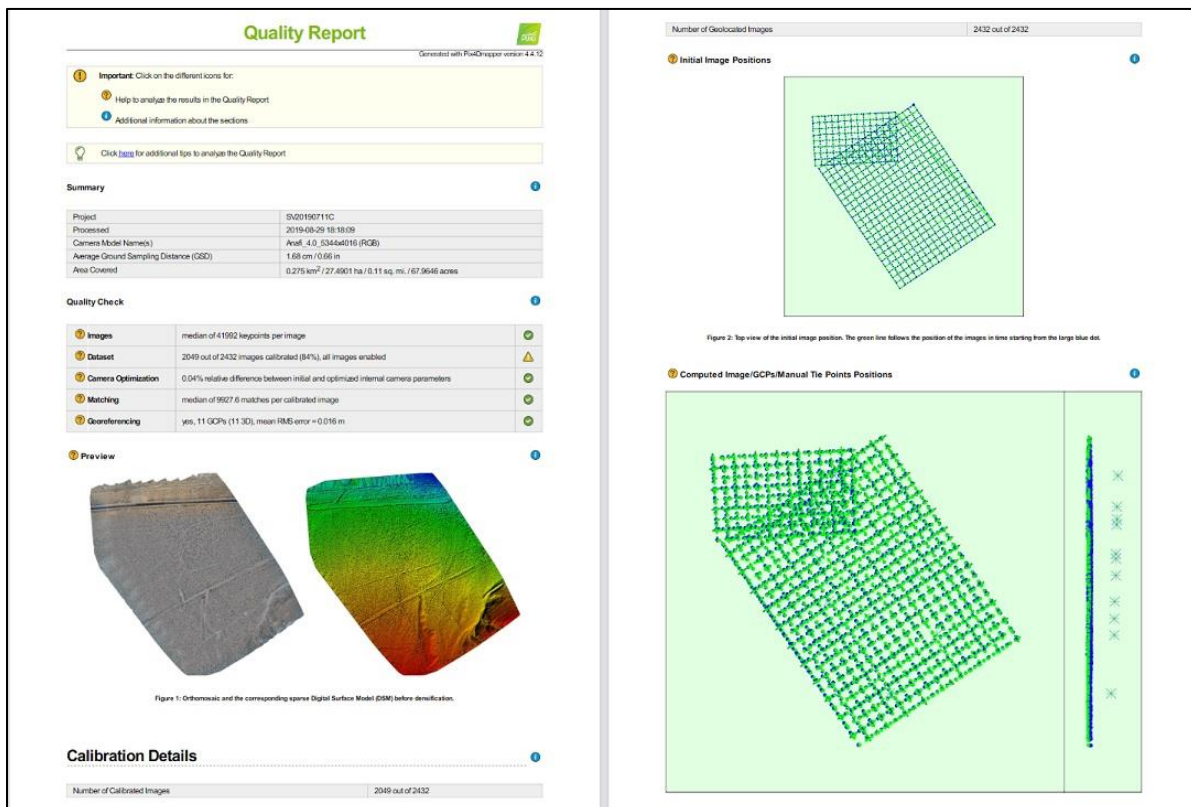 Quality Report
Generated with Pix4Dmapper version 4.4.12
Important: Click on the different icons for:
Help to analyze the results in the Quality Report
Additional information about the sections
Click here for additional tips to analyze the Quality Report
Summary
Project SV20190711C
Processed 2019-08-29 18:18:09
Camera Model Name(s) Anafi_4.0_5344x4016 (RGB)
Average Ground Sampling Distance (GSD) 1.68 cm / 0.66 in
Area Covered 0.275 km² / 27.4901 ha / 0.11 sq. mi. / 67.9646 acres
Quality Check
Images median of 41992 keypoints per image
Dataset 2049 out of 2432 images calibrated (84%), all images enabled
Camera Optimization 0.04% relative difference between initial and optimized internal camera parameters
Matching median of 9927.6 matches per calibrated image
Georeferencing yes, 11 GCPs (11 3D), mean RMS error = 0.016 m
Preview
Figure 1: Orthomosaic and the corresponding sparse Digital Surface Model (DSM) before densification.
Calibration Details
Number of Calibrated Images 2049 out of 2432
Number of Geolocated Images 2432 out of 2432
Initial Image Positions
Figure 2: Top view of the initial image position. The green line follows the position of the images in time starting from the large blue dot.
Computed Image/GCPs/Manual Tie Points Positions